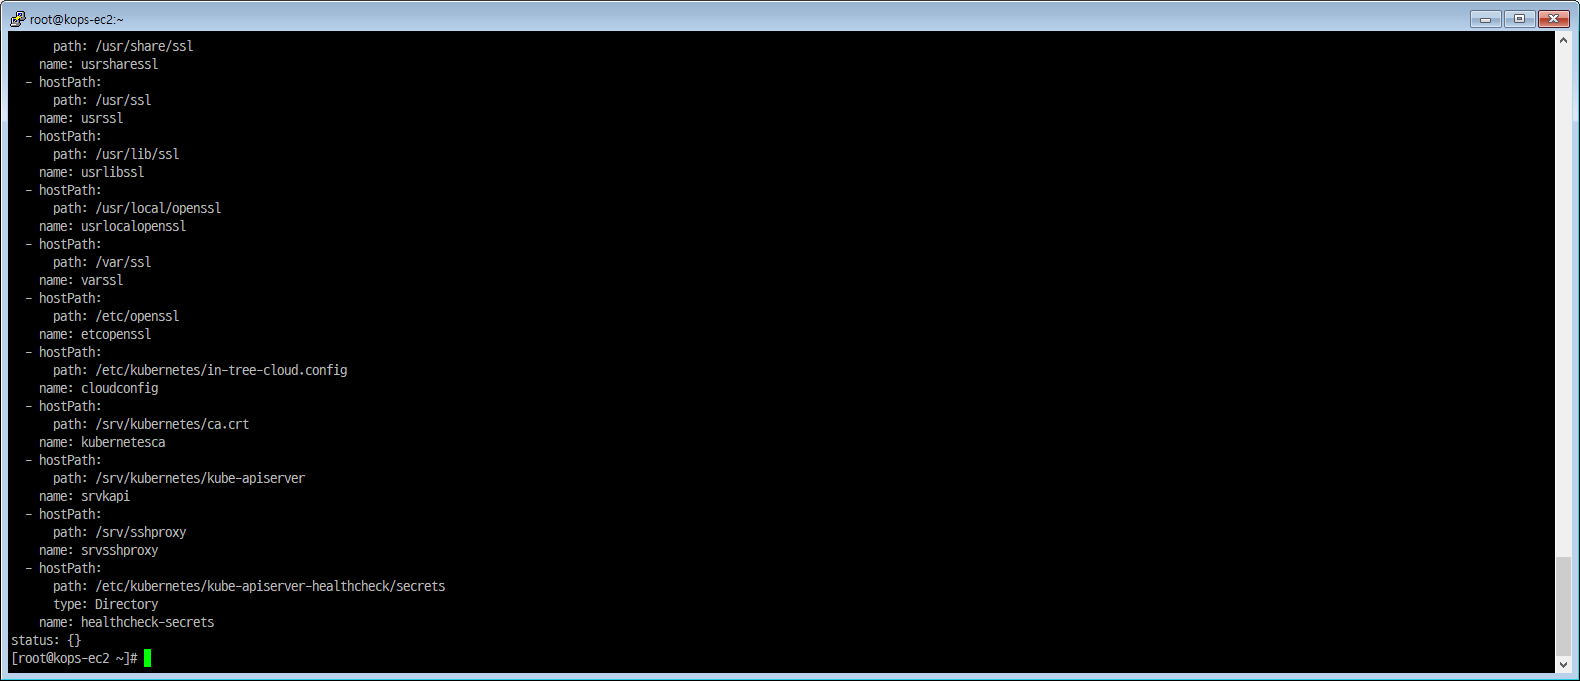 root@kops-ec2:~
      path: /usr/share/ssl
    name: usrsharessl
  - hostPath:
      path: /usr/ssl
    name: usrssl
  - hostPath:
      path: /usr/lib/ssl
    name: usrlibssl
  - hostPath:
      path: /usr/local/openssl
    name: usrlocalopenssl
  - hostPath:
      path: /var/ssl
    name: varssl
  - hostPath:
      path: /etc/openssl
    name: etcopenssl
  - hostPath:
      path: /etc/kubernetes/in-tree-cloud.config
    name: cloudconfig
  - hostPath:
      path: /srv/kubernetes/ca.crt
    name: kubernetesca
  - hostPath:
      path: /srv/kubernetes/kube-apiserver
    name: srvkapi
  - hostPath:
      path: /srv/sshproxy
    name: srvsshproxy
  - hostPath:
      path: /etc/kubernetes/kube-apiserver-healthcheck/secrets
      type: Directory
    name: healthcheck-secrets
status: {}
[root@kops-ec2 ~]#